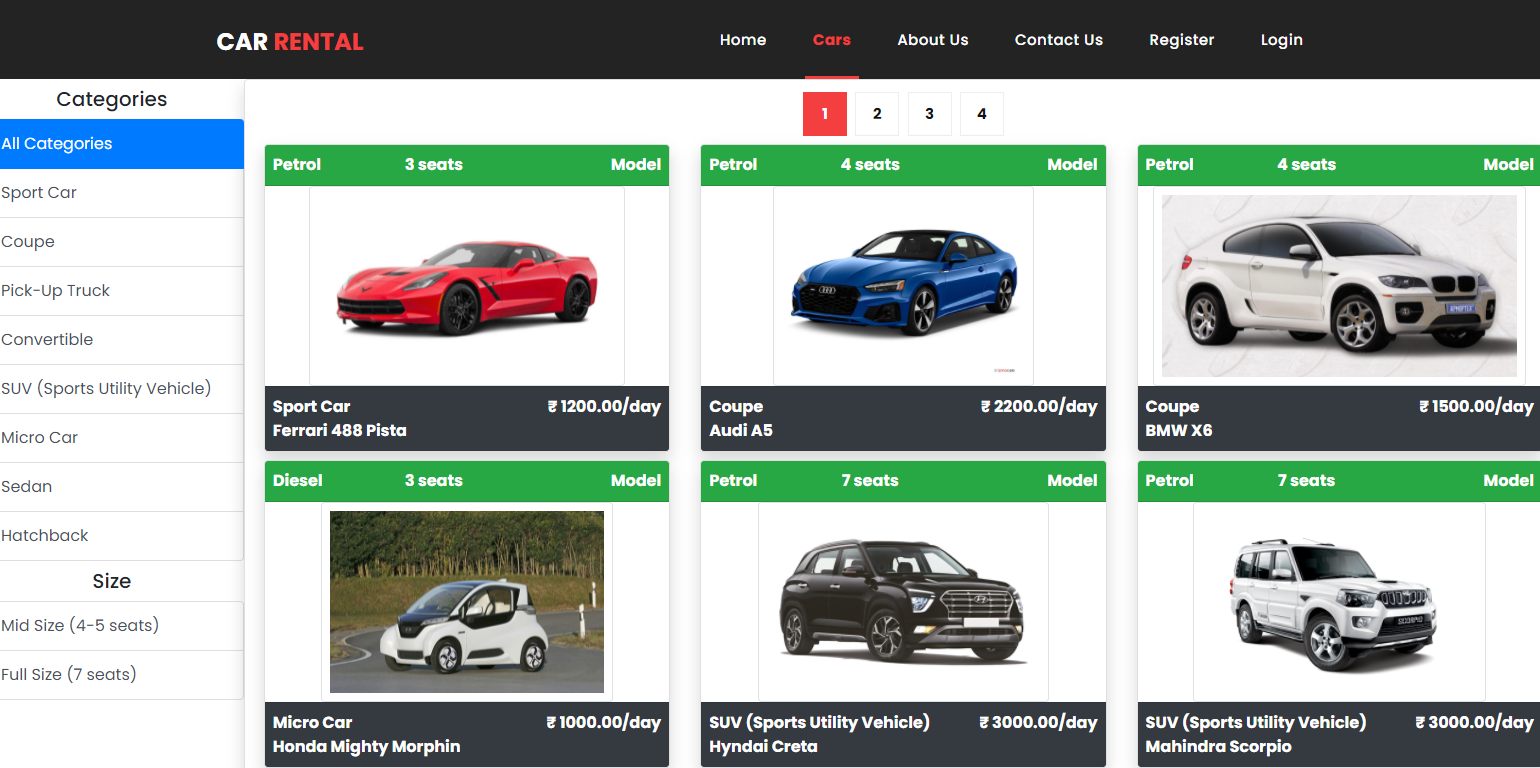 CAR RENTAL
Home Cars About Us Contact Us Register Login
Categories
All Categories
Sport Car
Coupe
Pick-Up Truck
Convertible
SUV (Sports Utility Vehicle)
Micro Car
Sedan
Hatchback
Size
Mid Size (4-5 seats)
Full Size (7 seats)
1 2 3 4
Petrol 3 seats Model
Sport Car ₹ 1200.00/day
Ferrari 488 Pista
Petrol 4 seats Model
Coupe ₹ 2200.00/day
Audi A5
Petrol 4 seats Model
Coupe ₹ 1500.00/day
BMW X6
Diesel 3 seats Model
Micro Car ₹ 1000.00/day
Honda Mighty Morphin
Petrol 7 seats Model
SUV (Sports Utility Vehicle) ₹ 3000.00/day
Hyndai Creta
Petrol 7 seats Model
SCORPIO
SUV (Sports Utility Vehicle) ₹ 3000.00/day
Mahindra Scorpio